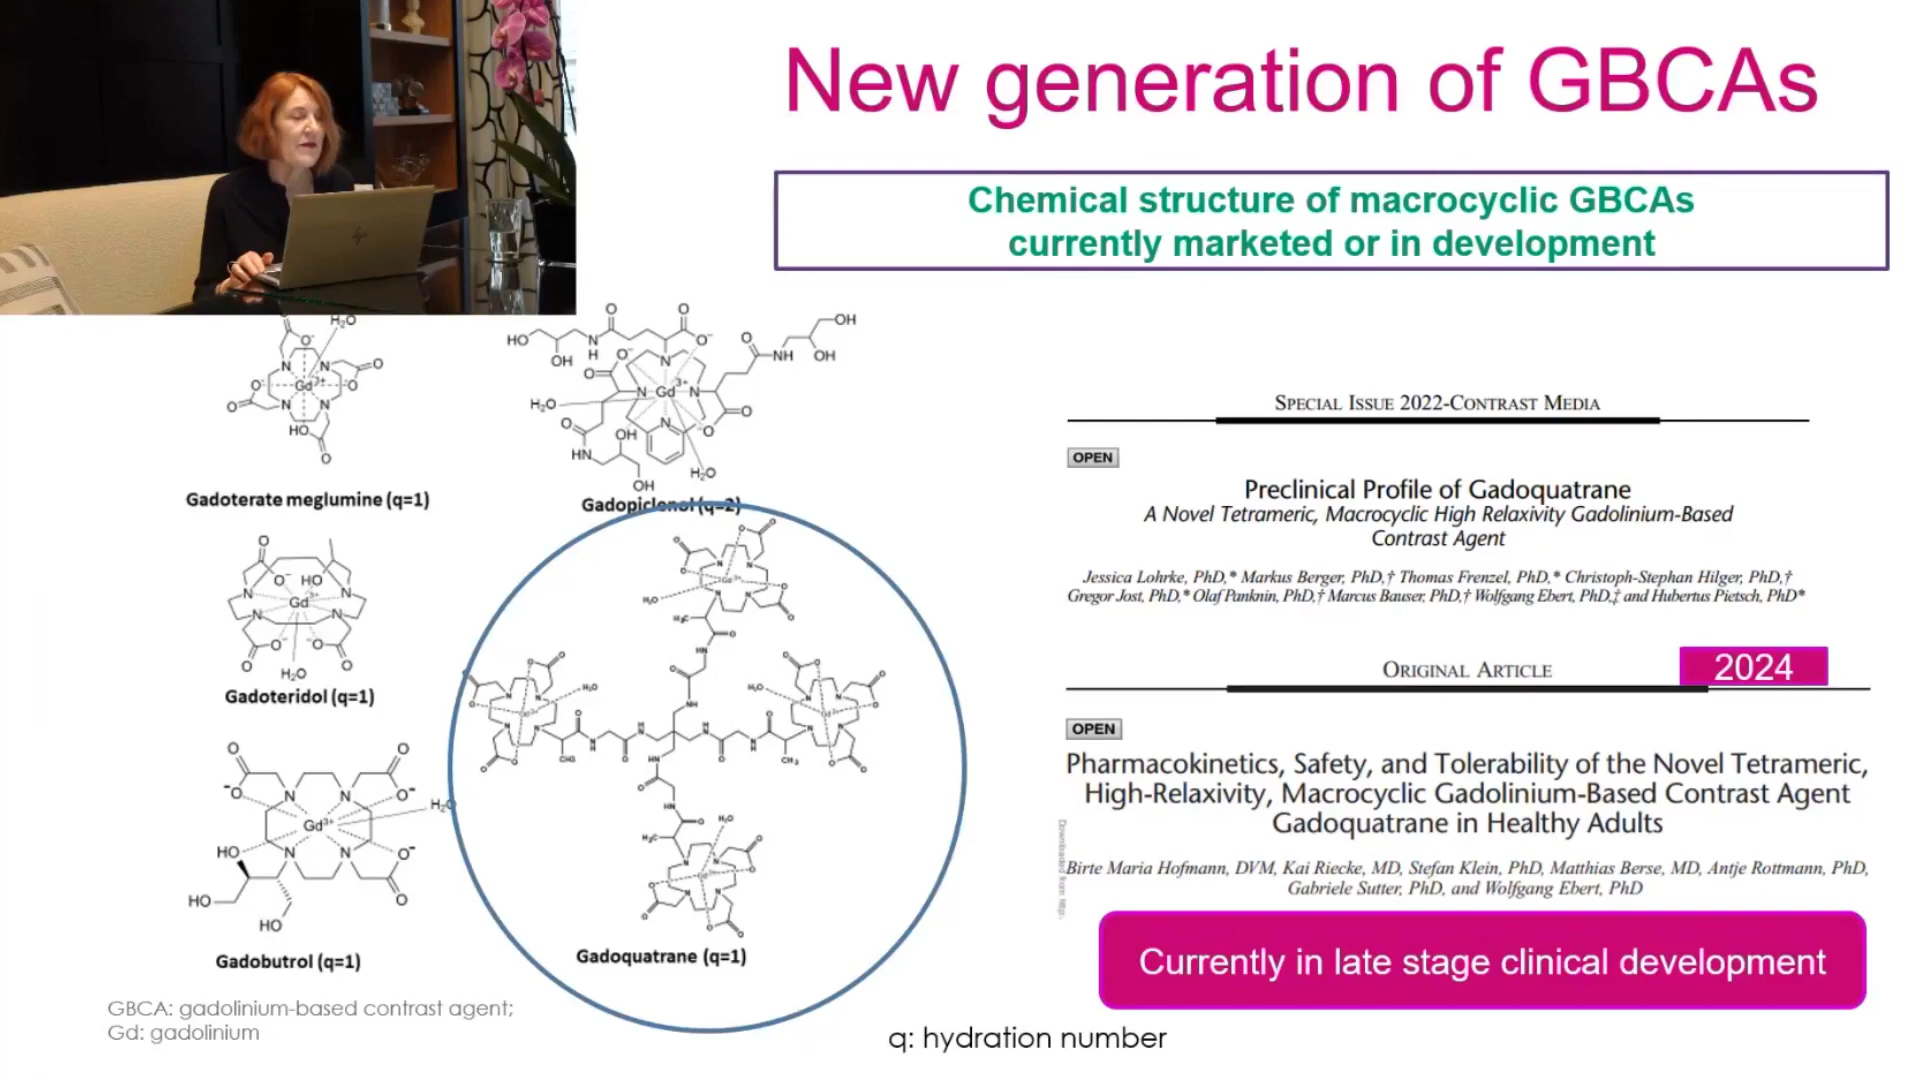 New generation of GBCAs
Chemical structure of macrocyclic GBCAs
currently marketed or in development
Gadoterate meglumine (q=1)
Gadopiclenol (q=2)
Gadoteridol (q=1)
Gadobutrol (q=1)
Gadoquatrane (q=1)
GBCA: gadolinium-based contrast agent;
Gd: gadolinium
q: hydration number
SPECIAL ISSUE 2022-CONTRAST MEDIA
OPEN
Preclinical Profile of Gadoquatrane
A Novel Tetrameric, Macrocyclic High Relaxivity Gadolinium-Based
Contrast Agent
Jessica Lohrke, PhD,* Markus Berger, PhD,† Thomas Frenzel, PhD,* Christoph-Stephan Hilger, PhD,†
Gregor Jost, PhD,* Olaf Panknin, PhD,† Marcus Bauser, PhD,† Wolfgang Ebert, PhD,‡ and Hubertus Pietsch, PhD*
ORIGINAL ARTICLE
2024
OPEN
Pharmacokinetics, Safety, and Tolerability of the Novel Tetrameric,
High-Relaxivity, Macrocyclic Gadolinium-Based Contrast Agent
Gadoquatrane in Healthy Adults
Birte Maria Hofmann, DVM, Kai Riecke, MD, Stefan Klein, PhD, Matthias Berse, MD, Antje Rottmann, PhD,
Gabriele Sutter, PhD, and Wolfgang Ebert, PhD
Currently in late stage clinical development